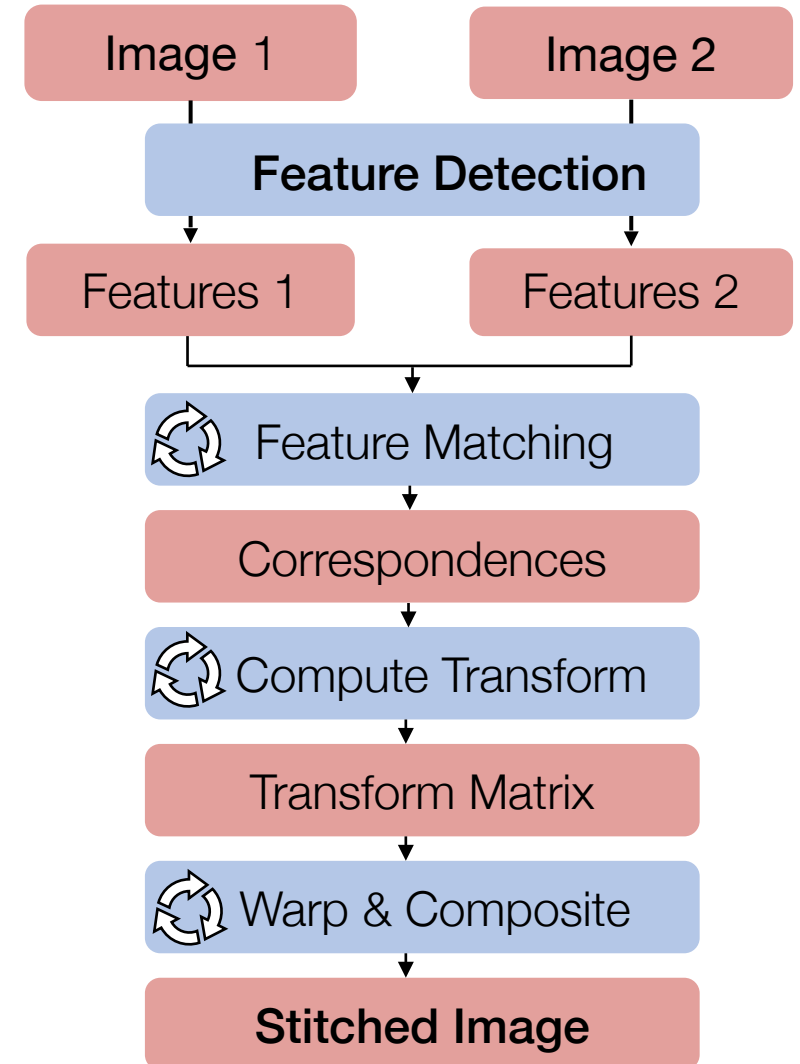 Image 1
Image 2
Feature Detection
Features 1
Features 2
Feature Matching
Correspondences
Compute Transform
Transform Matrix
Warp & Composite
Stitched Image